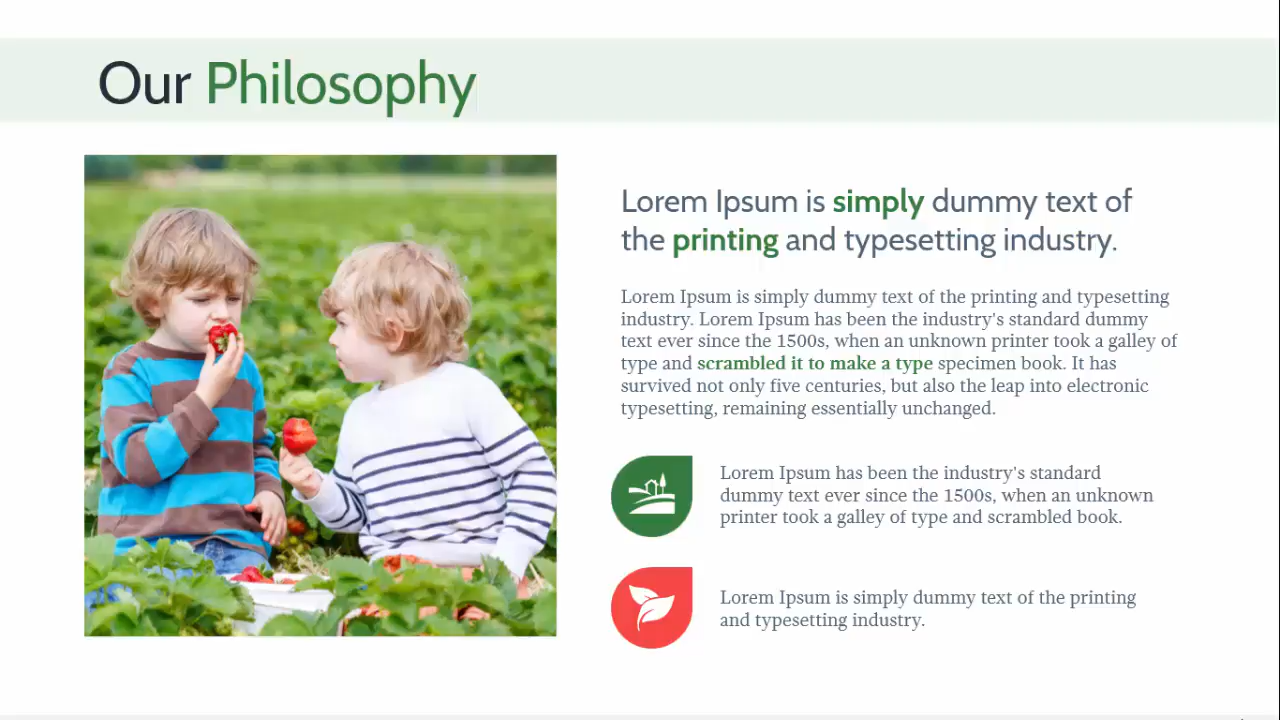 Our Philosophy
Lorem Ipsum is simply dummy text of
the printing and typesetting industry.
Lorem Ipsum is simply dummy text of the printing and typesetting
industry. Lorem Ipsum has been the industry's standard dummy
text ever since the 1500s, when an unknown printer took a galley of
type and scrambled it to make a type specimen book. It has
survived not only five centuries, but also the leap into electronic
typesetting, remaining essentially unchanged.
Lorem Ipsum has been the industry's standard
dummy text ever since the 1500s, when an unknown
printer took a galley of type and scrambled book.
Lorem Ipsum is simply dummy text of the printing
and typesetting industry.